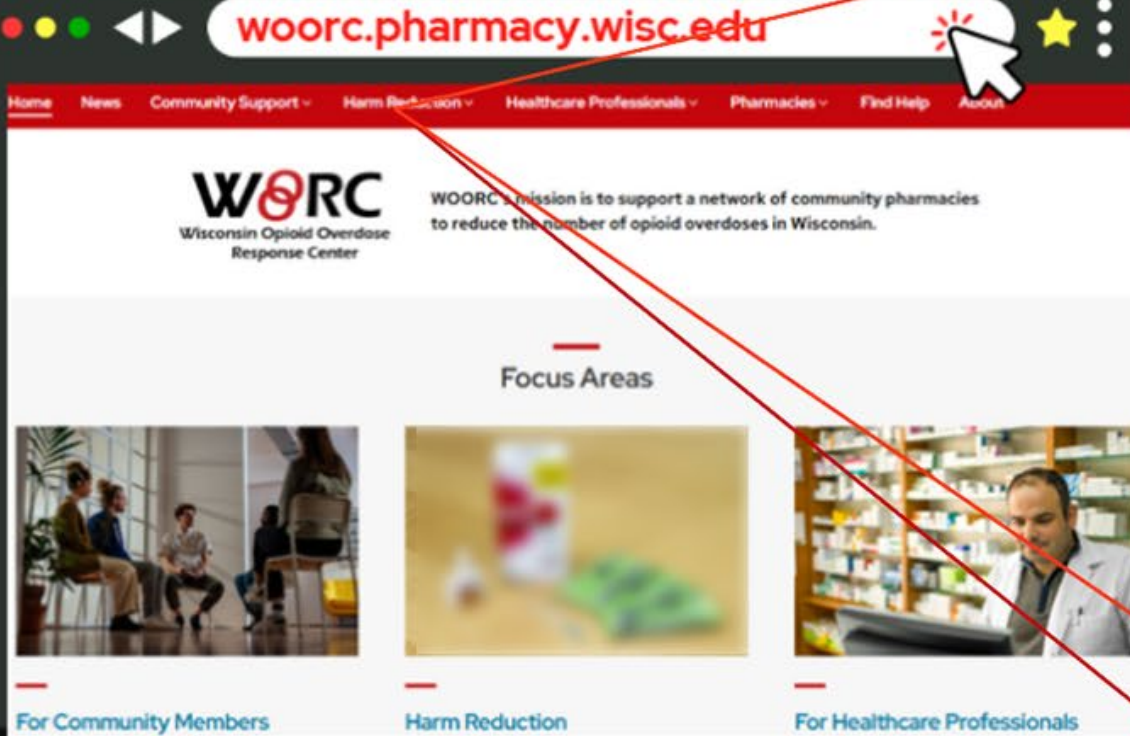 woorc.pharmacy.wisc.edu
Home News Community Support Harm Reduction Healthcare Professionals Pharmacies Find Help About
WOORC
Wisconsin Opioid Overdose
Response Center
WOORC's mission is to support a network of community pharmacies
to reduce the number of opioid overdoses in Wisconsin.
Focus Areas
For Community Members
Harm Reduction
For Healthcare Professionals